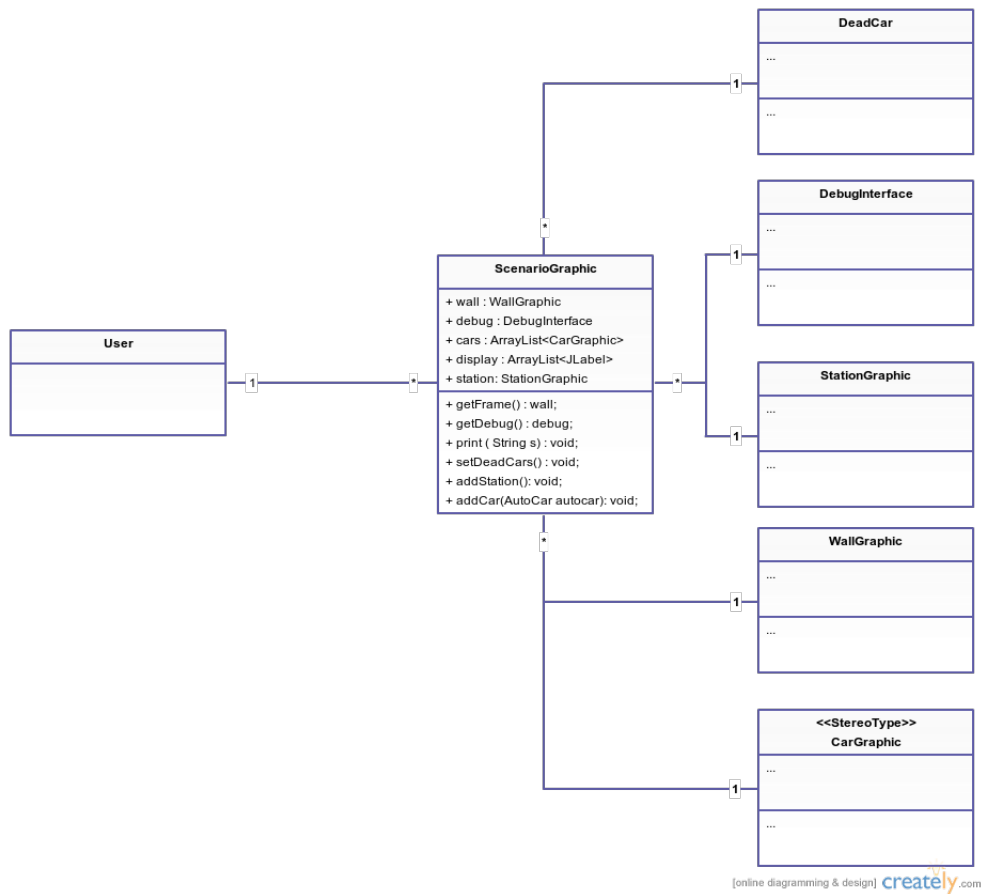 DeadCar
...
...
1
*
DebugInterface
...
...
1
ScenarioGraphic
+ wall : WallGraphic
+ debug : DebugInterface
+ cars : ArrayList<CarGraphic>
+ display : ArrayList<JLabel>
+ station: StationGraphic
+ getFrame() : wall;
+ getDebug() : debug;
+ print ( String s) : void;
+ setDeadCars() : void;
+ addStation(): void;
+ addCar(AutoCar autocar): void;
User
1
*
*
StationGraphic
...
...
1
*
WallGraphic
...
...
1
<<StereoType>>
CarGraphic
...
...
1
[online diagramming & design] creately.com